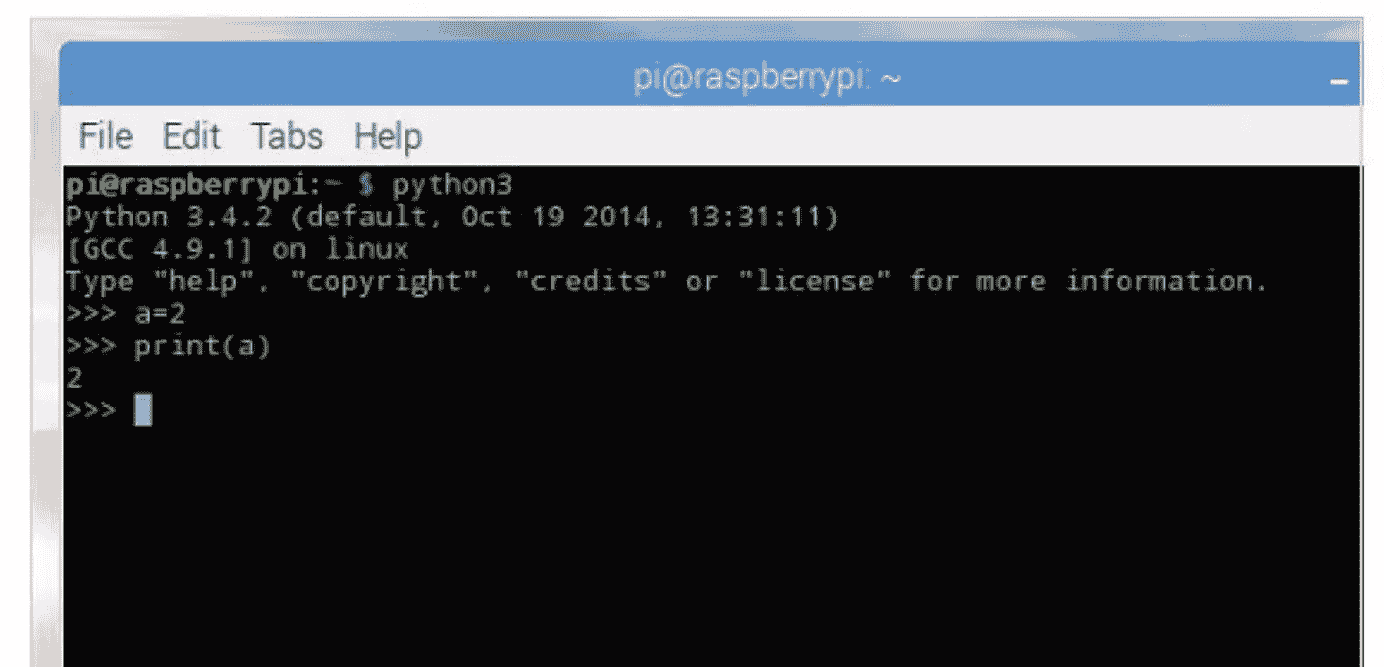 pi@raspberrypi: ~
File Edit Tabs Help
pi@raspberrypi:~ $ python3
Python 3.4.2 (default, Oct 19 2014, 13:31:11)
[GCC 4.9.1] on linux
Type "help", "copyright", "credits" or "license" for more information.
>>> a=2
>>> print(a)
2
>>>